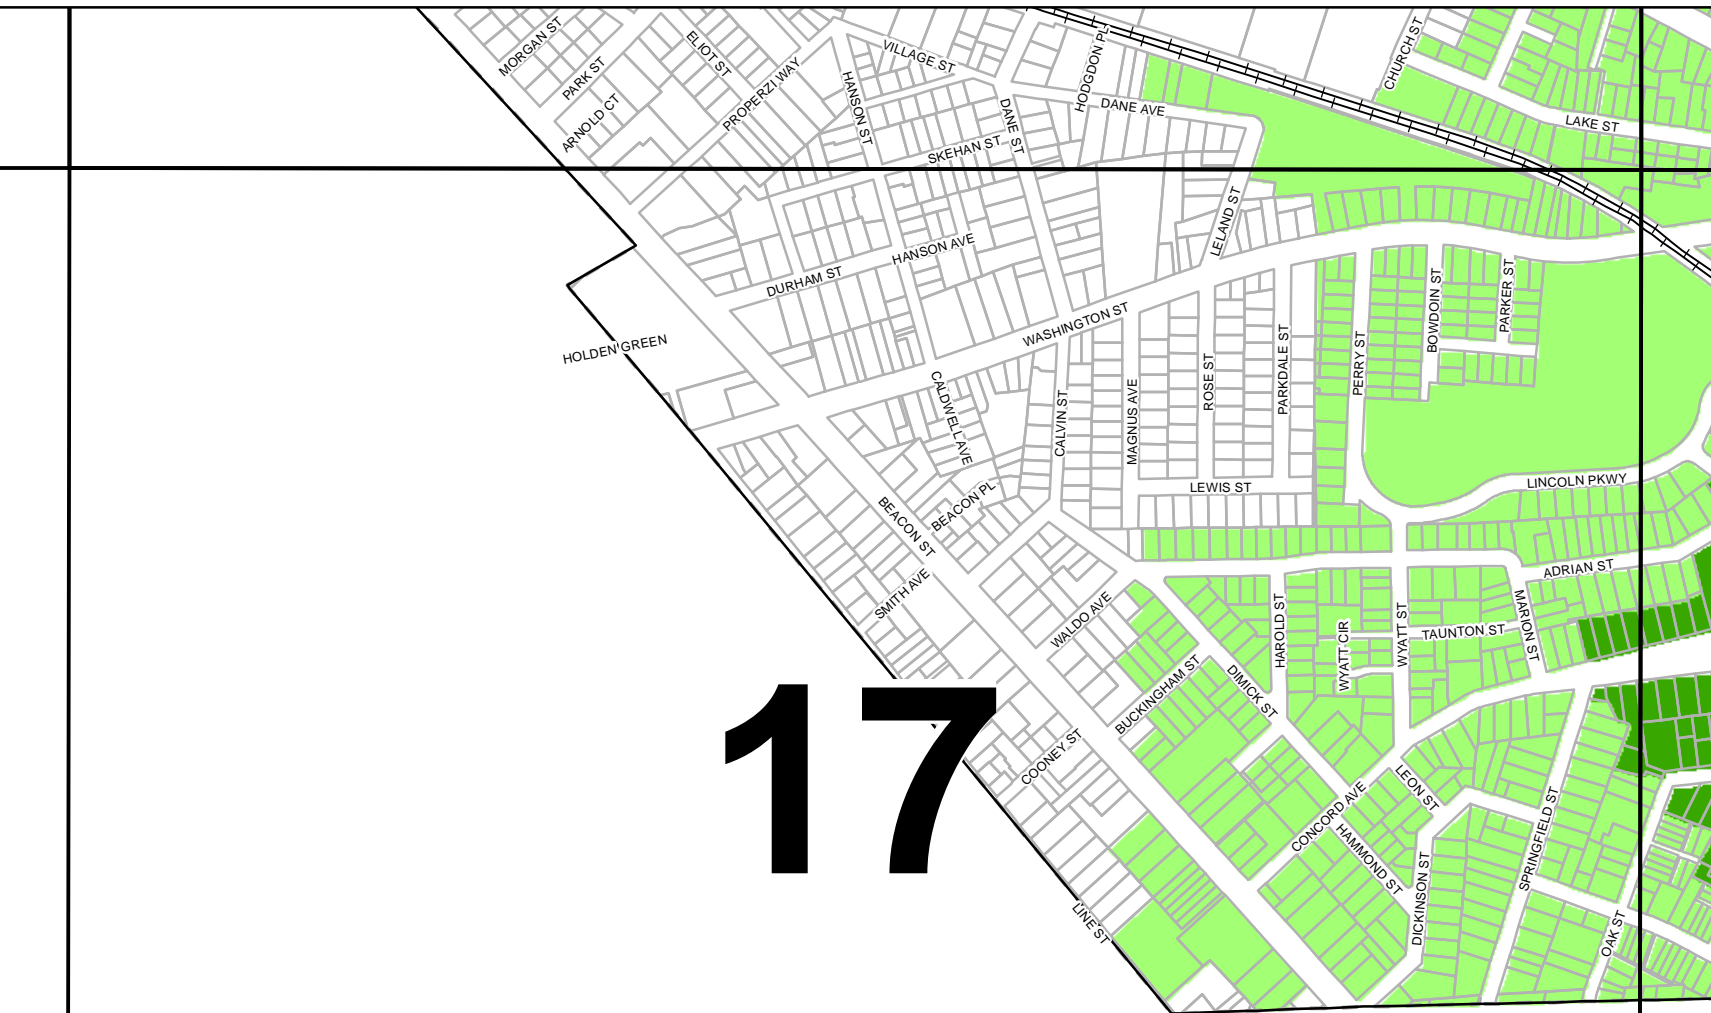 MORGAN ST
ELIOT ST
VILLAGE ST
HODGDON PL
CHURCH ST
PARK ST
PROPERZI WAY
HANSON ST
DANE AVE
ARNOLD CT
DANE ST
LAKE ST
SKEHAN ST
LELAND ST
HANSON AVE
DURHAM ST
WASHINGTON ST
BOWDOIN ST
PARKER ST
HOLDEN GREEN
PERRY ST
PARKDALE ST
ROSE ST
CALDWELL AVE
CALVIN ST
MAGNUS AVE
LEWIS ST
LINCOLN PKWY
BEACON PL
BEACON ST
ADRIAN ST
SMITH AVE
WALDO AVE
HAROLD ST
WYATT CIR
WYATT ST
TAUNTON ST
MARION ST
BUCKINGHAM ST
DIMICK ST
17
COONEY ST
LEON ST
CONCORD AVE
HAMMOND ST
SPRINGFIELD ST
DICKINSON ST
LINE ST
OAK ST